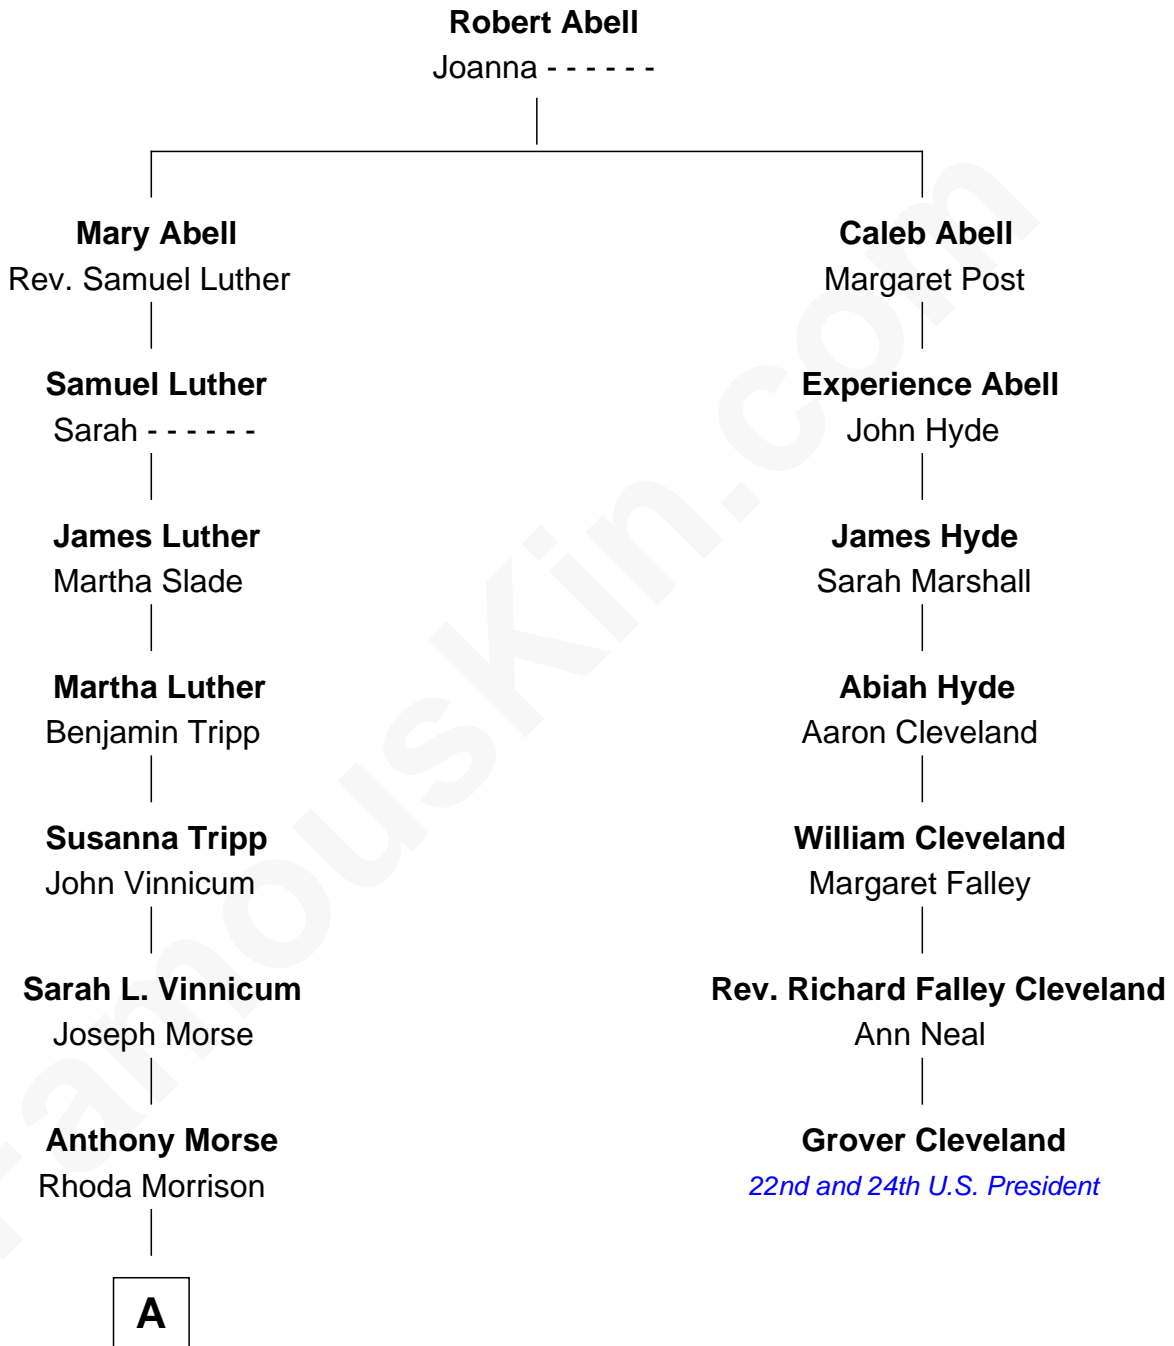 Robert Abell
Joanna - - - - - -
Mary Abell
Rev. Samuel Luther
Caleb Abell
Margaret Post
Samuel Luther
Sarah - - - - - -
Experience Abell
John Hyde
James Luther
Martha Slade
James Hyde
Sarah Marshall
Martha Luther
Benjamin Tripp
Abiah Hyde
Aaron Cleveland
Susanna Tripp
John Vinnicum
William Cleveland
Margaret Falley
Sarah L. Vinnicum
Joseph Morse
Rev. Richard Falley Cleveland
Ann Neal
Anthony Morse
Rhoda Morrison
Grover Cleveland
22nd and 24th U.S. President
A
FamousKin.com